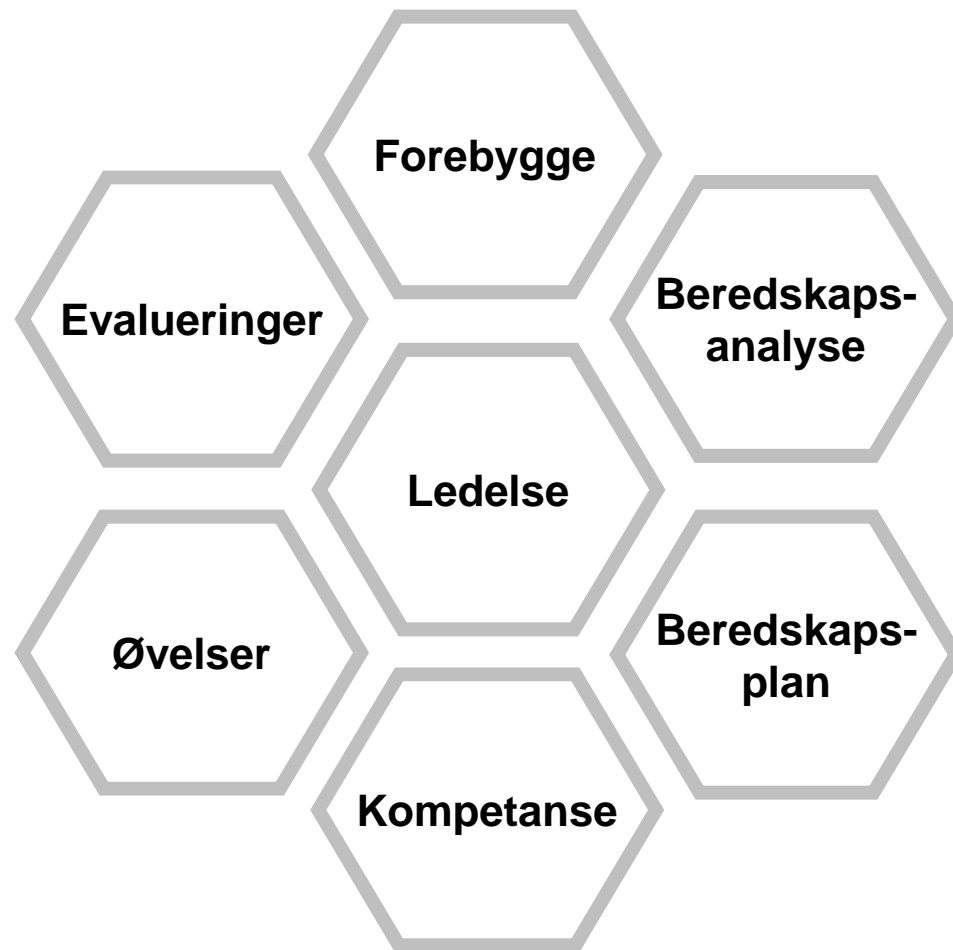 Forebygge
Evalueringer
Beredskaps-
analyse
Ledelse
Øvelser
Beredskaps-
plan
Kompetanse